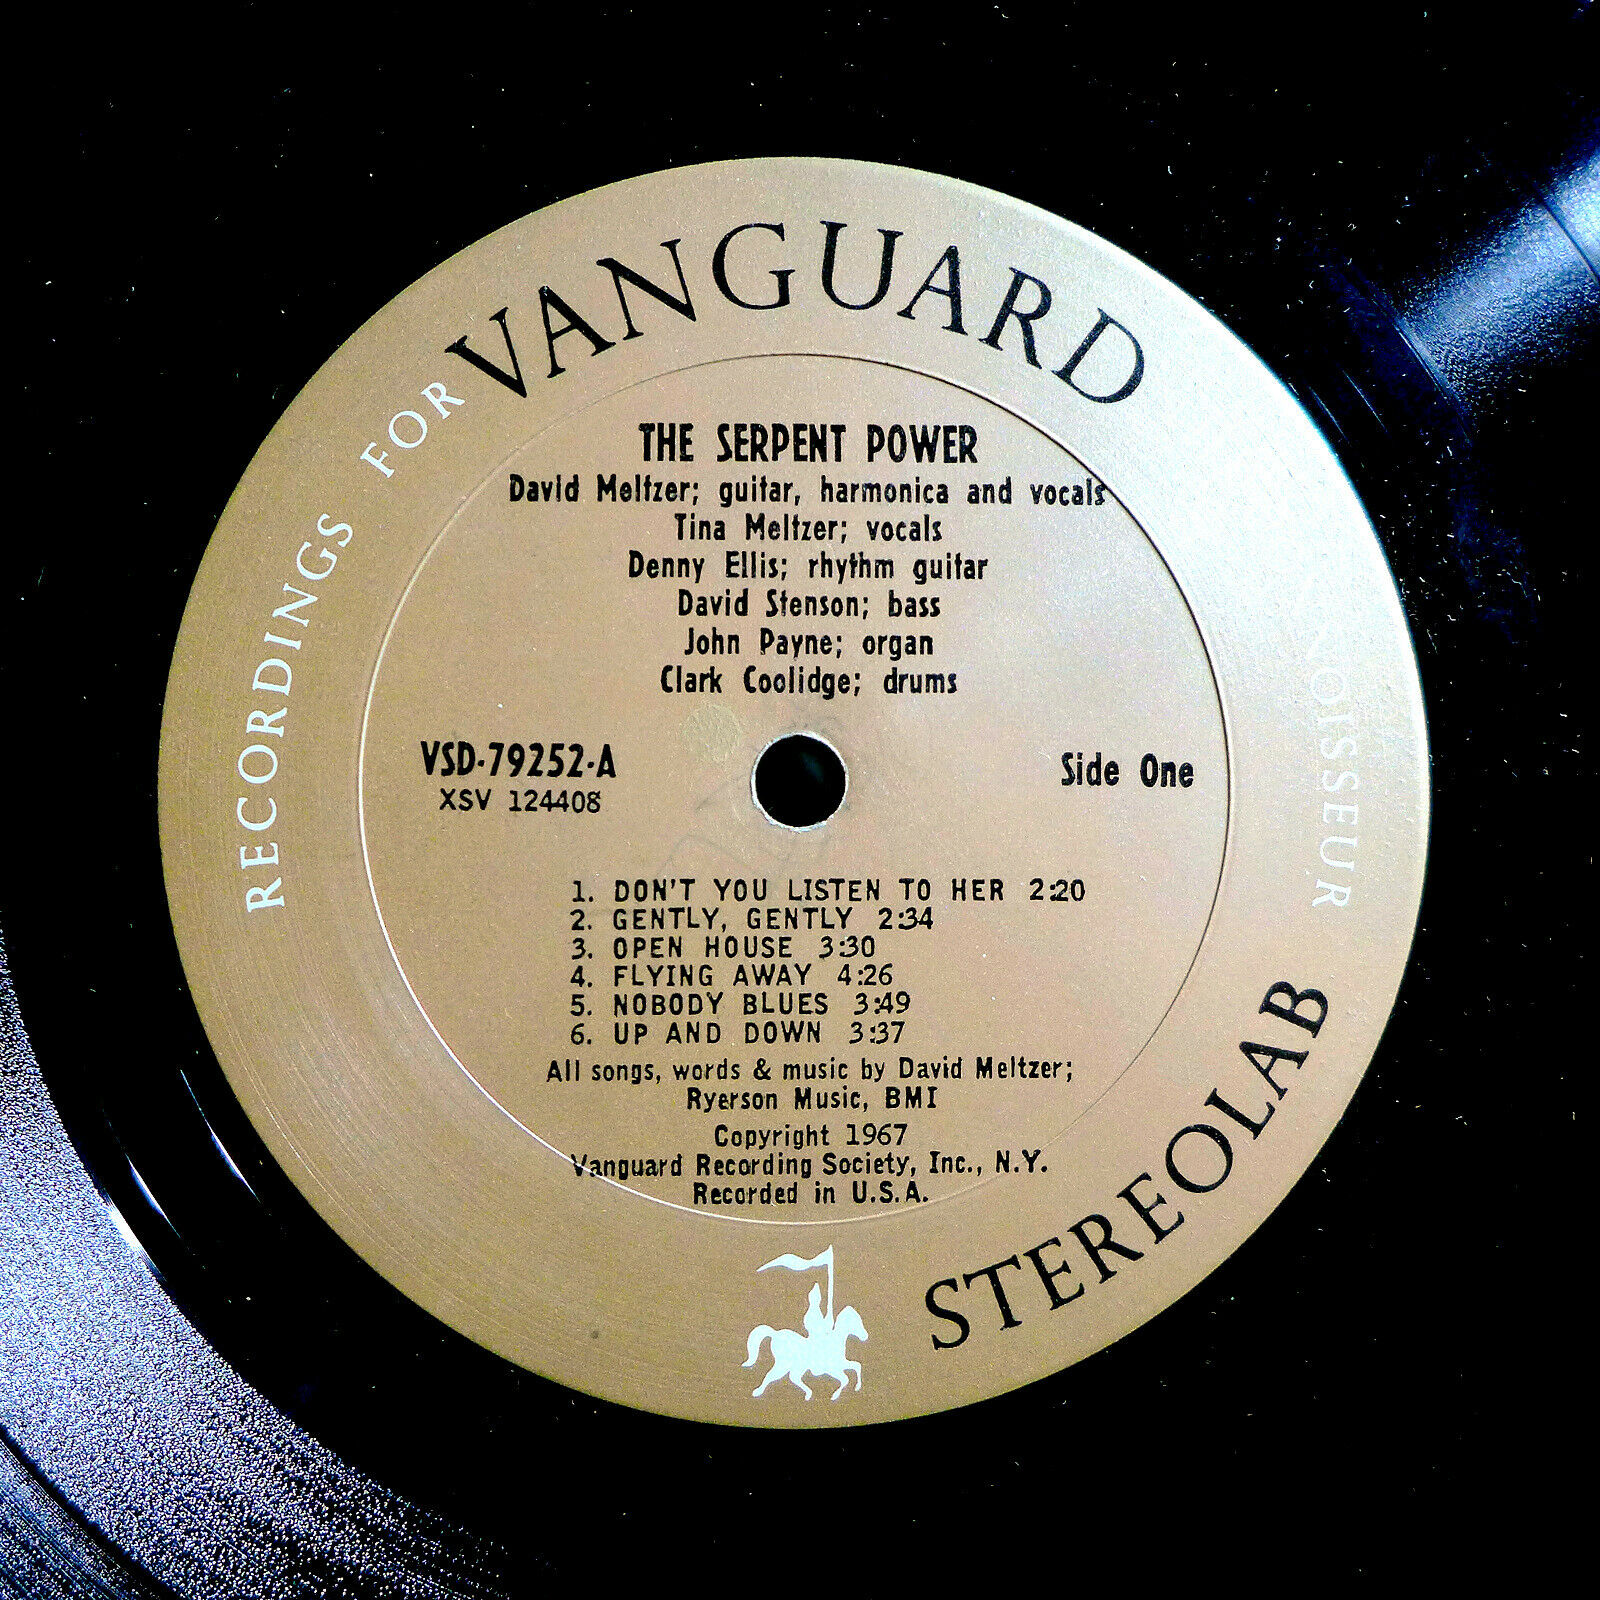 RECORDINGS FOR
VANGUARD
THE SERPENT POWER
David Meltzer; guitar, harmonica and vocals
Tina Meltzer; vocals
Denny Ellis; rhythm guitar
David Stenson; bass
John Payne; organ
Clark Coolidge; drums
VSD-79252-A
XSV 124408
Side One
1. DON'T YOU LISTEN TO HER 2:20
2. GENTLY, GENTLY 2:34
3. OPEN HOUSE 3:30
4. FLYING AWAY 4:26
5. NOBODY BLUES 3:49
6. UP AND DOWN 3:37
All songs, words & music by David Meltzer;
Ryerson Music, BMI
Copyright 1967
Vanguard Recording Society, Inc., N.Y.
Recorded in U.S.A.
STEREOLAB